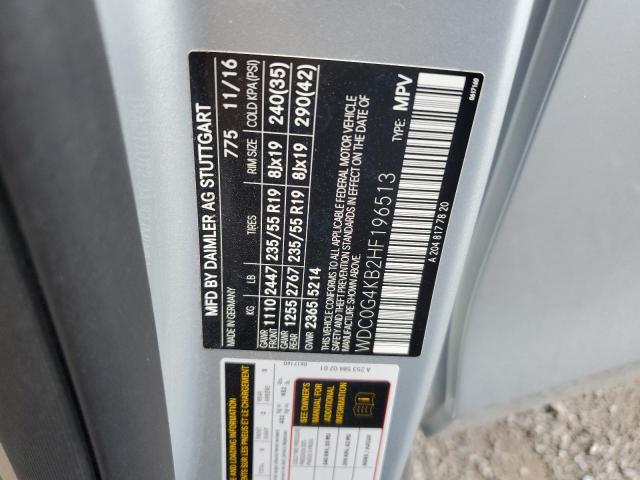 MFD BY DAIMLER AG STUTTGART
MADE IN GERMANY 775 11/16
KG LB TIRES RIM SIZE COLD KPA(PSI)
GAWR FRONT 1110 2447 235/55 R19 8Jx19 240(35)
GAWR REAR 1255 2767 235/55 R19 8Jx19 290(42)
GVWR 2365 5214
THIS VEHICLE CONFORMS TO ALL APPLICABLE FEDERAL MOTOR VEHICLE
SAFETY AND THEFT PREVENTION STANDARDS IN EFFECT ON THE DATE OF
MANUFACTURE SHOWN ABOVE.
WDC0G4KB2HF196513 TYPE: MPV
A 204 817 78 20
0617160
A 253 584 07 01
0617160
SEE OWNER'S
MANUAL FOR
ADDITIONAL
INFORMATION